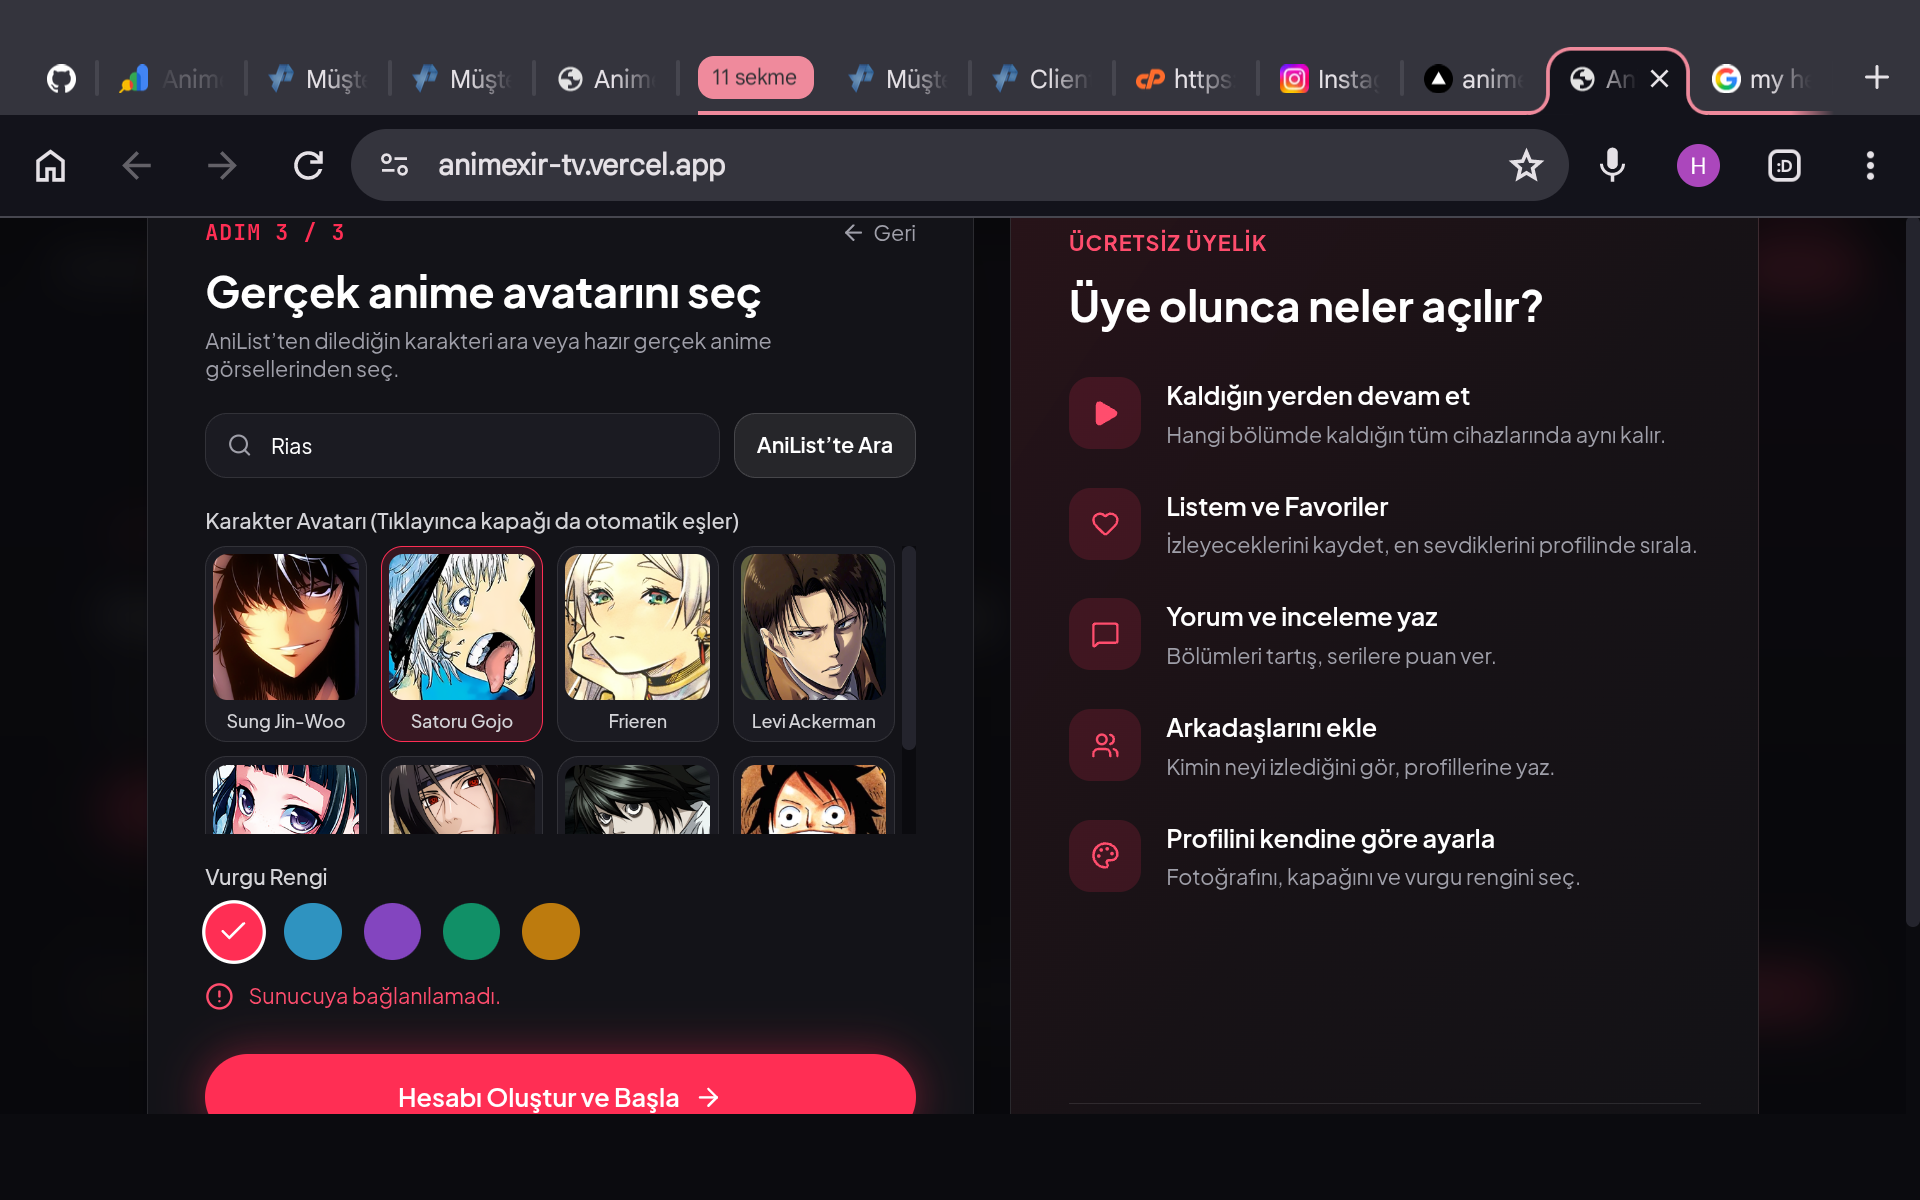 Anim
Müşt
Müşt
Anim
11 sekme
Müşt
Clien
https
Insta
anim
An
my h
animexir-tv.vercel.app
H
:D
ADIM 3 / 3
Geri
Gerçek anime avatarını seç
AniList’ten dilediğin karakteri ara veya hazır gerçek anime
görsellerinden seç.
Rias
AniList’te Ara
Karakter Avatarı (Tıklayınca kapağı da otomatik eşler)
Sung Jin-Woo
Satoru Gojo
Frieren
Levi Ackerman
Vurgu Rengi
Sunucuya bağlanılamadı.
Hesabı Oluştur ve Başla
ÜCRETSİZ ÜYELİK
Üye olunca neler açılır?
Kaldığın yerden devam et
Hangi bölümde kaldığın tüm cihazlarında aynı kalır.
Listem ve Favoriler
İzleyeceklerini kaydet, en sevdiklerini profilinde sırala.
Yorum ve inceleme yaz
Bölümleri tartış, serilere puan ver.
Arkadaşlarını ekle
Kimin neyi izlediğini gör, profillerine yaz.
Profilini kendine göre ayarla
Fotoğrafını, kapağını ve vurgu rengini seç.